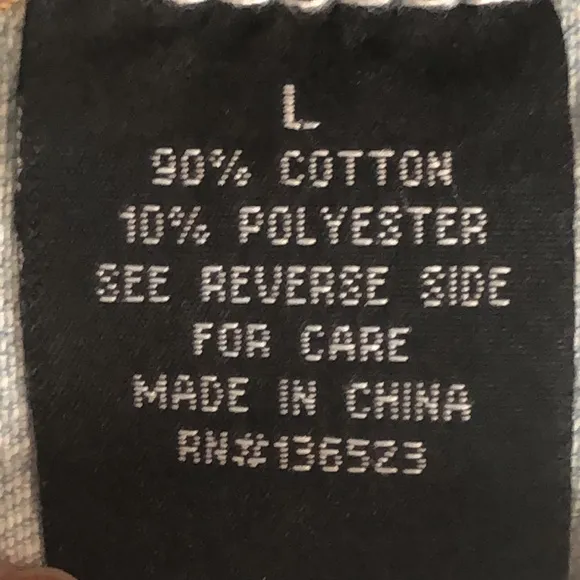 L
90% COTTON
10% POLYESTER
SEE REVERSE SIDE
FOR CARE
MADE IN CHINA
RN#136523